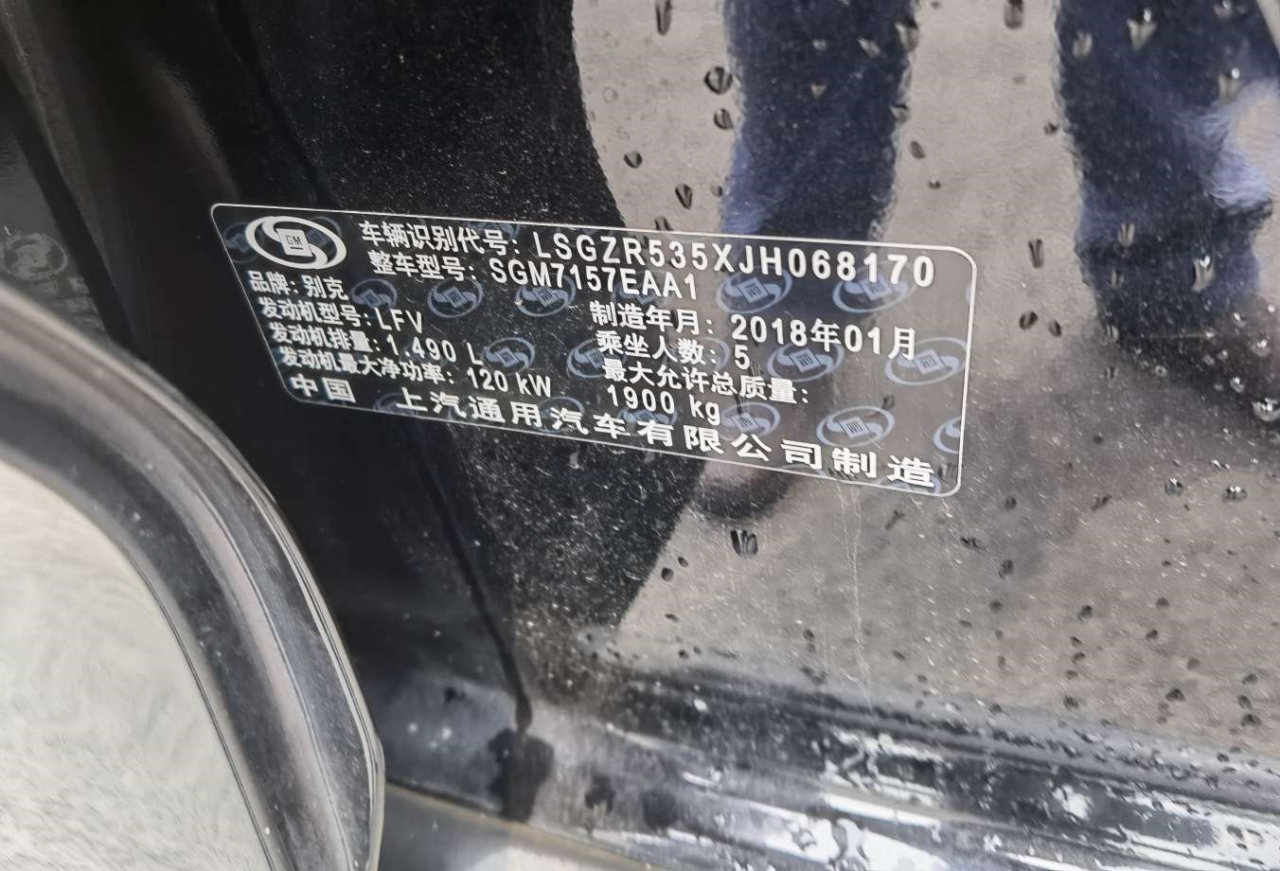 GM
车辆识别代号: LSGZR535XJH068170
整车型号: SGM7157EAA1
品牌: 别克
发动机型号: LFV 制造年月: 2018年01月
发动机排量: 1.490 L 乘坐人数: 5
发动机最大净功率: 120 kW 最大允许总质量:
1900 kg
中国 上汽通用汽车有限公司制造